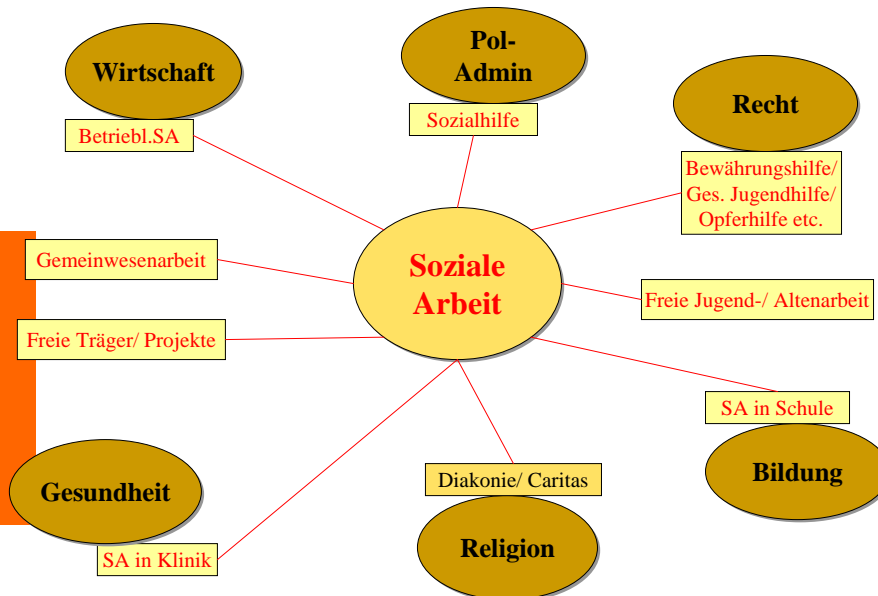 Wirtschaft
Betriebl.SA
Pol-
Admin
Sozialhilfe
Recht
Bewährungshilfe/
Ges. Jugendhilfe/
Opferhilfe etc.
Gemeinwesenarbeit
Soziale
Arbeit
Freie Jugend-/ Altenarbeit
Freie Träger/ Projekte
SA in Schule
Bildung
Gesundheit
SA in Klinik
Diakonie/ Caritas
Religion